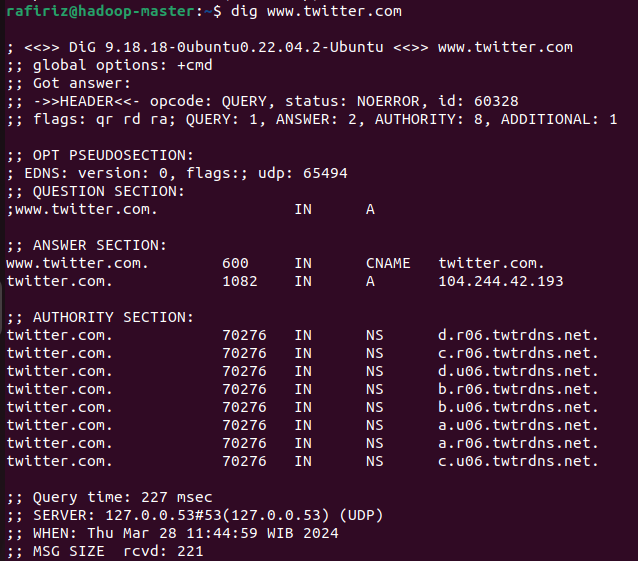 rafiriz@hadoop-master:~$ dig www.twitter.com
; <<>> DiG 9.18.18-0ubuntu0.22.04.2-Ubuntu <<>> www.twitter.com
;; global options: +cmd
;; Got answer:
;; ->>HEADER<<- opcode: QUERY, status: NOERROR, id: 60328
;; flags: qr rd ra; QUERY: 1, ANSWER: 2, AUTHORITY: 8, ADDITIONAL: 1
;; OPT PSEUDOSECTION:
; EDNS: version: 0, flags:; udp: 65494
;; QUESTION SECTION:
;www.twitter.com. IN A
;; ANSWER SECTION:
www.twitter.com. 600 IN CNAME twitter.com.
twitter.com. 1082 IN A 104.244.42.193
;; AUTHORITY SECTION:
twitter.com. 70276 IN NS d.r06.twtrdns.net.
twitter.com. 70276 IN NS c.r06.twtrdns.net.
twitter.com. 70276 IN NS d.u06.twtrdns.net.
twitter.com. 70276 IN NS b.r06.twtrdns.net.
twitter.com. 70276 IN NS b.u06.twtrdns.net.
twitter.com. 70276 IN NS a.u06.twtrdns.net.
twitter.com. 70276 IN NS a.r06.twtrdns.net.
twitter.com. 70276 IN NS c.u06.twtrdns.net.
;; Query time: 227 msec
;; SERVER: 127.0.0.53#53(127.0.0.53) (UDP)
;; WHEN: Thu Mar 28 11:44:59 WIB 2024
;; MSG SIZE rcvd: 221